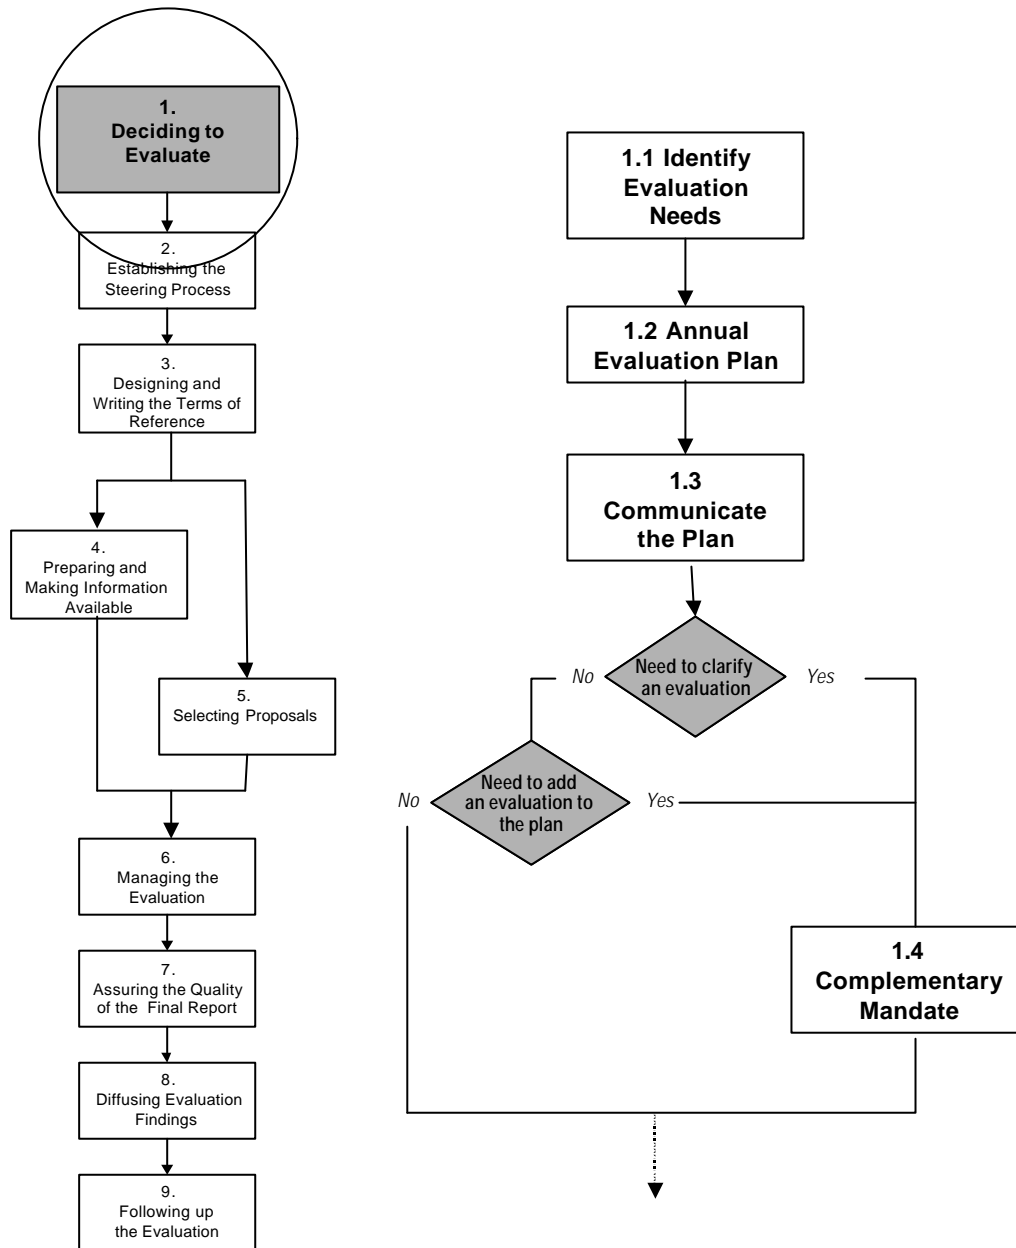 1.
Deciding to
Evaluate
2.
Establishing the
Steering Process
3.
Designing and
Writing the Terms of
Reference
4.
Preparing and
Making Information
Available
5.
Selecting Proposals
6.
Managing the
Evaluation
7.
Assuring the Quality
of the Final Report
8.
Diffusing Evaluation
Findings
9.
Following up
the Evaluation
1.1 Identify
Evaluation
Needs
1.2 Annual
Evaluation Plan
1.3
Communicate
the Plan
No
Need to clarify
an evaluation
Yes
No
Need to add
an evaluation to
the plan
Yes
1.4
Complementary
Mandate